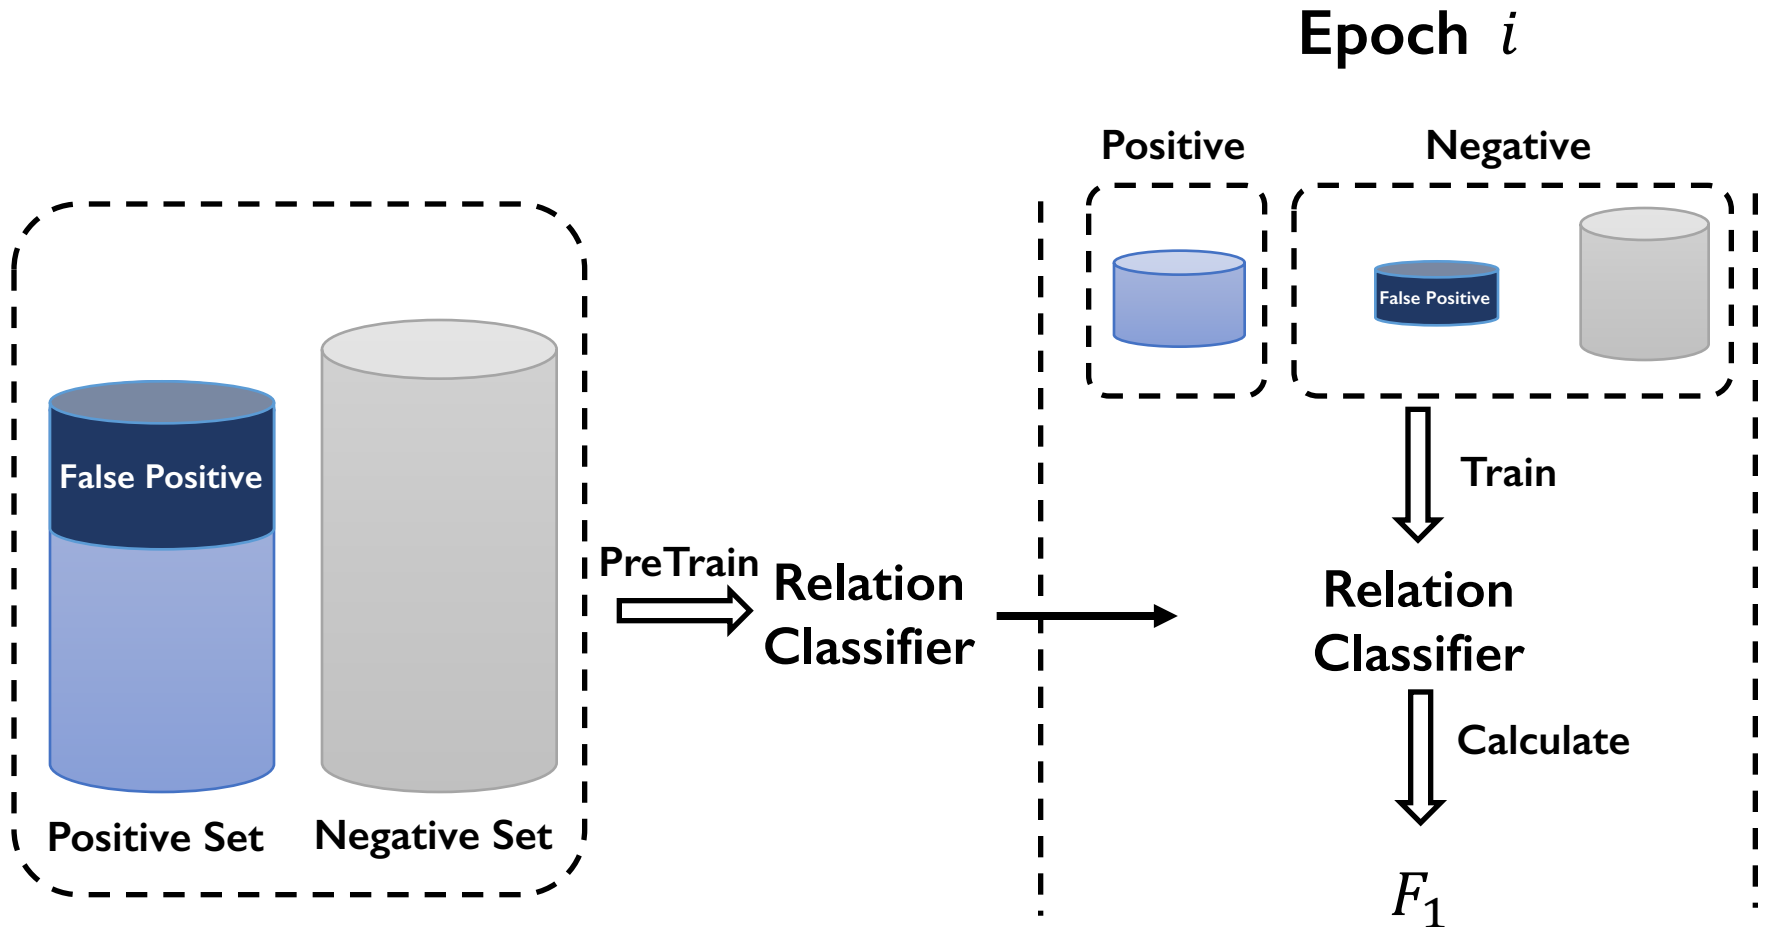 Epoch i
Positive
Negative
False Positive
Train
False Positive
PreTrain
Relation
Classifier
Relation
Classifier
Calculate
Positive Set
Negative Set
F₁